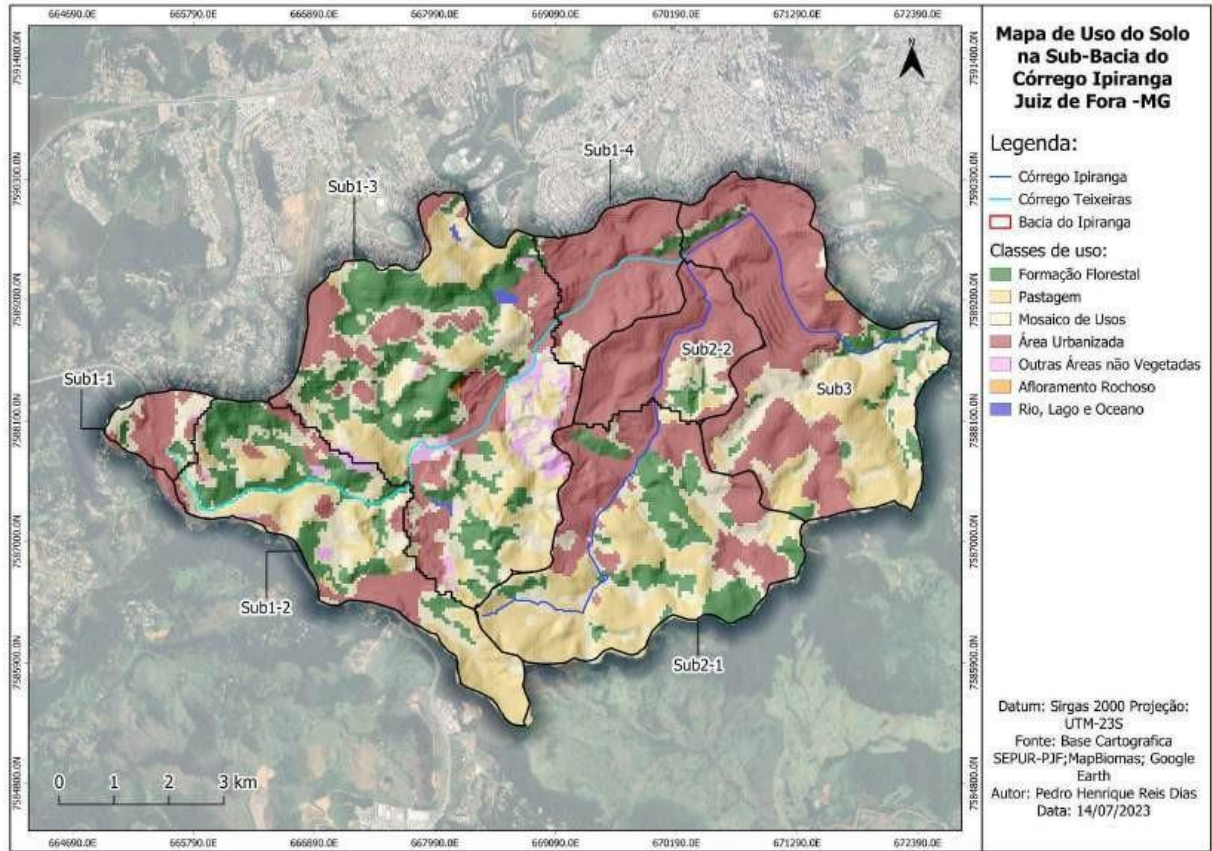 664690.0E 665790.0E 666890.0E 667990.0E 669090.0E 670190.0E 671290.0E 672390.0E
7591400.0N
7590300.0N
7589200.0N
7588100.0N
7587000.0N
7585900.0N
7584800.0N
N
Sub1-4
Sub1-3
Sub2-2
Sub1-1
Sub3
Sub1-2
Sub2-1
0 1 2 3 km
7591400.0N
7590300.0N
7589200.0N
7588100.0N
7587000.0N
7585900.0N
7584800.0N
664690.0E 665790.0E 666890.0E 667990.0E 669090.0E 670190.0E 671290.0E 672390.0E
Mapa de Uso do Solo
na Sub-Bacia do
Córrego Ipiranga
Juiz de Fora -MG
Legenda:
Córrego Ipiranga
Córrego Teixeiras
Bacia do Ipiranga
Classes de uso:
Formação Florestal
Pastagem
Mosaico de Usos
Área Urbanizada
Outras Áreas não Vegetadas
Afloramento Rochoso
Rio, Lago e Oceano
Datum: Sirgas 2000 Projeção:
UTM-23S
Fonte: Base Cartografica
SEPUR-PJF;MapBiomas; Google
Earth
Autor: Pedro Henrique Reis Dias
Data: 14/07/2023